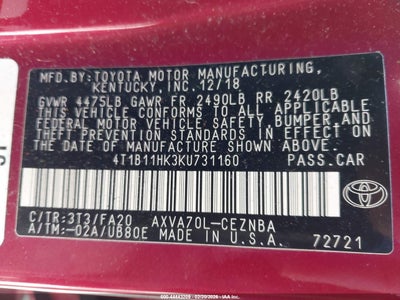 MFD. BY:TOYOTA MOTOR MANUFACTURING,
KENTUCKY, INC. 12/18
GVWR 4475LB GAWR FR 2490LB RR 2420LB
THIS VEHICLE CONFORMS TO ALL APPLICABLE
FEDERAL MOTOR VEHICLE SAFETY, BUMPER, AND
THEFT PREVENTION STANDARDS IN EFFECT ON
THE DATE OF MANUFACTURE SHOWN ABOVE.
4T1B11HK3KU731160 PASS.CAR
C/TR:3T3/FA20 AXVA70L-CEZNBA
A/TM:-02A/UB80E MADE IN U.S.A.
72721
TOYOTA